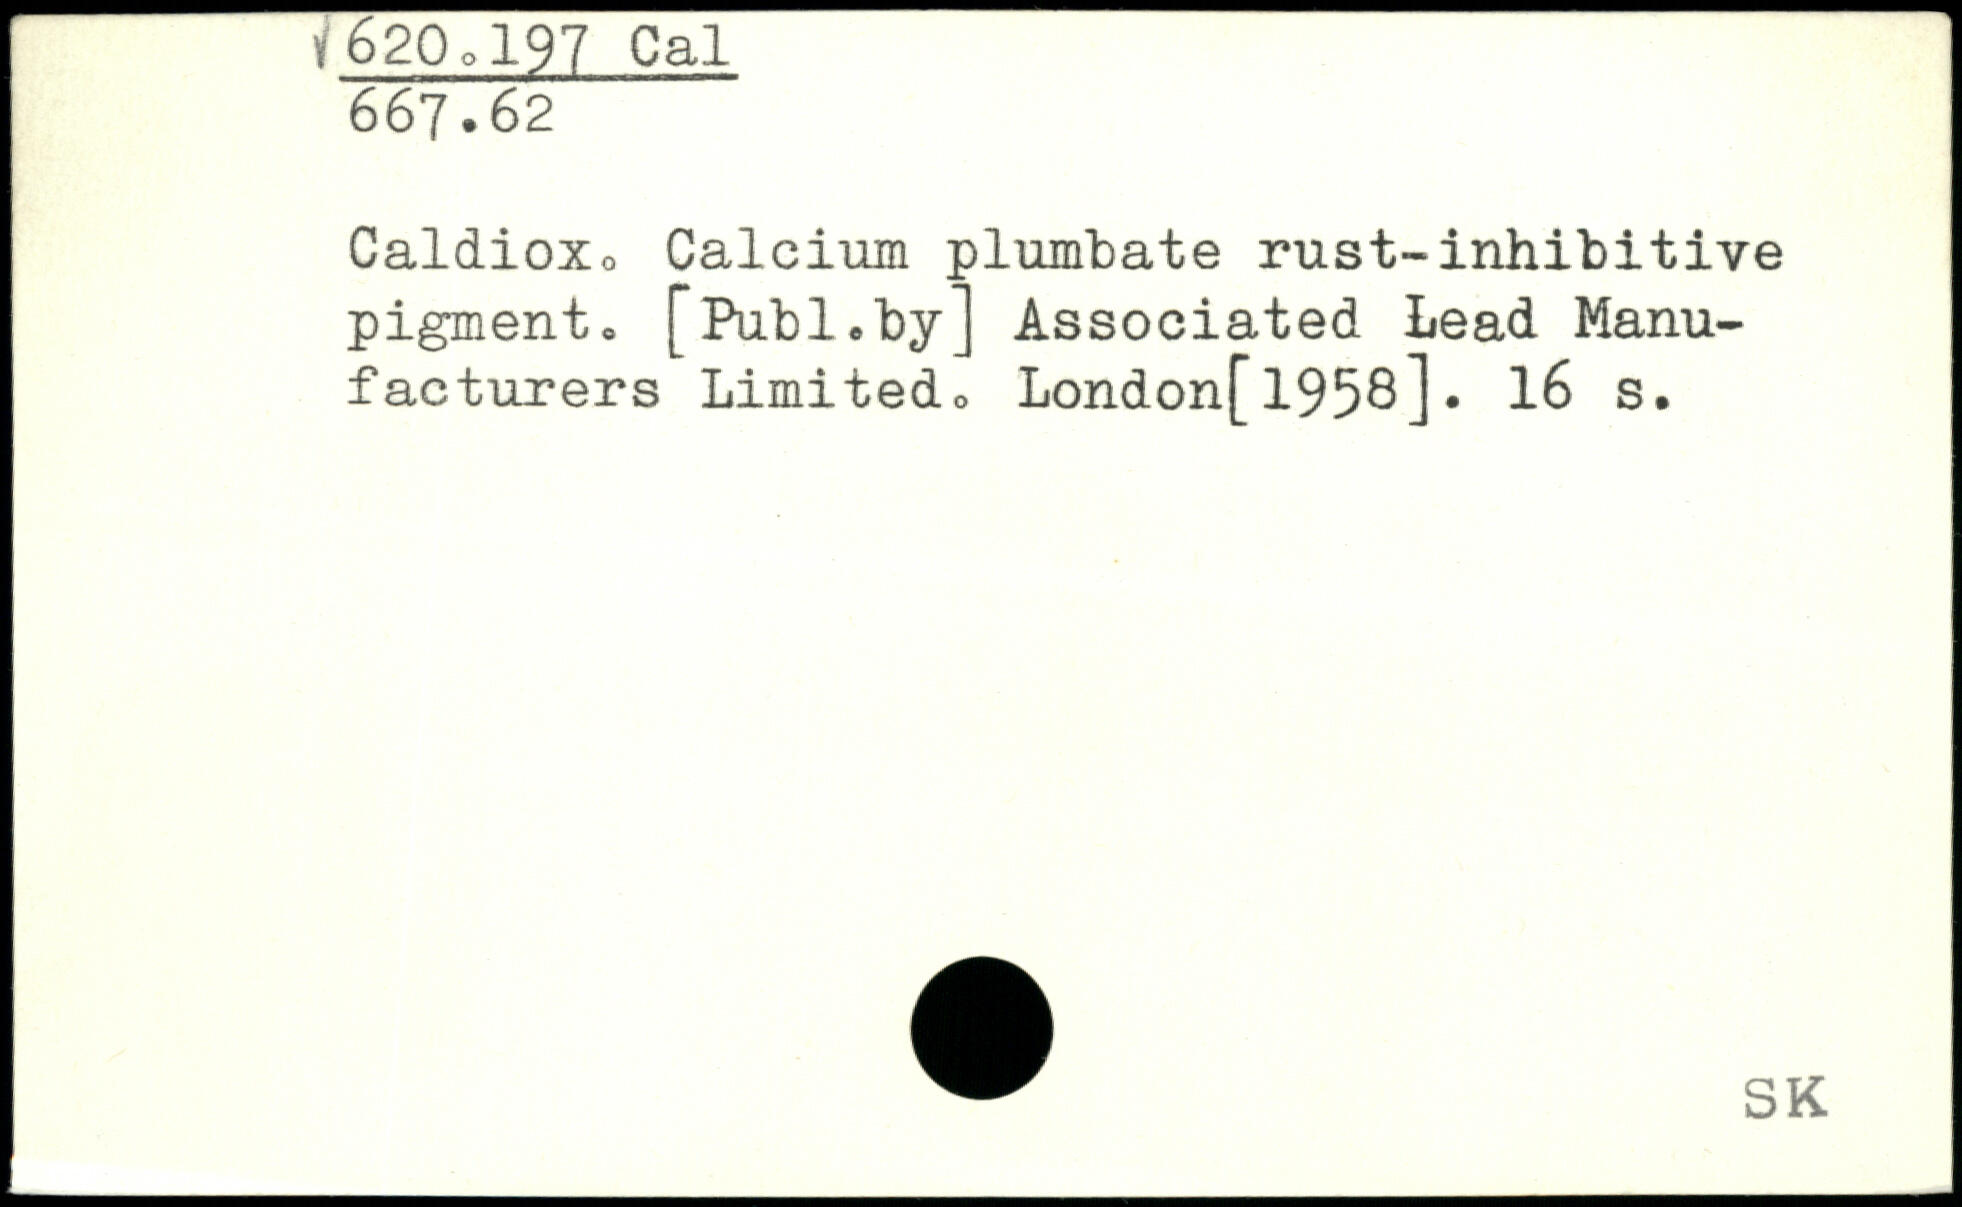 √620.197 Cal
667.62
Caldiox. Calcium plumbate rust-inhibitive
pigment. [Publ.by] Associated Lead Manu-
facturers Limited. London[1958]. 16 s.
SK